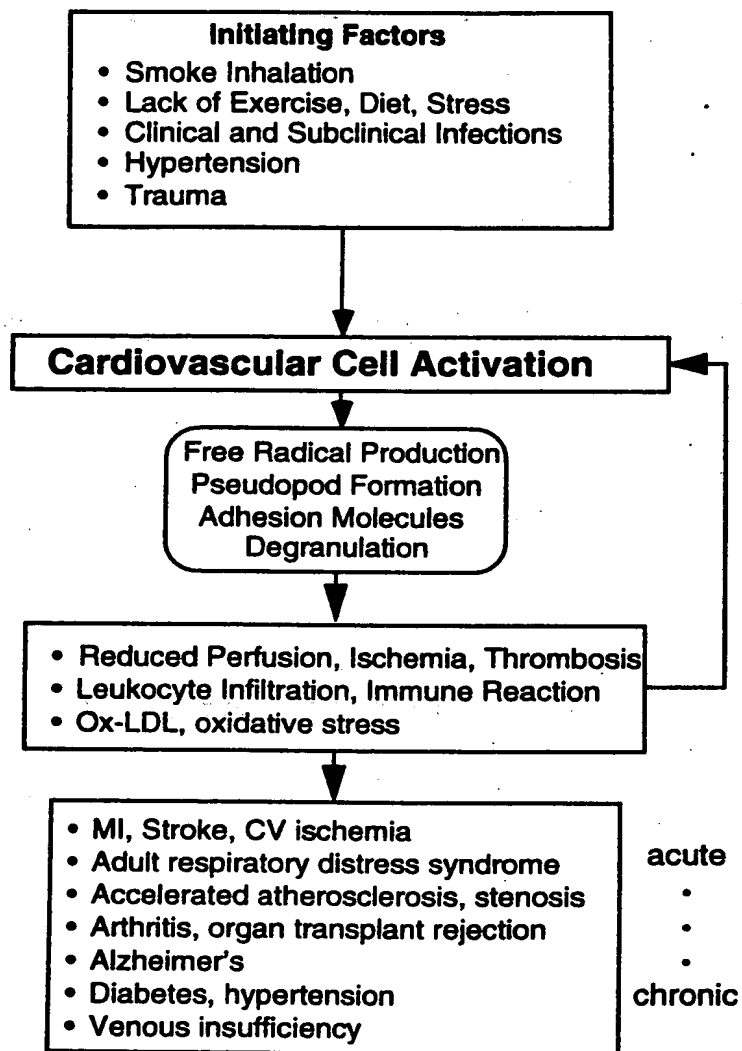 Initiating Factors
• Smoke Inhalation
• Lack of Exercise, Diet, Stress
• Clinical and Subclinical Infections
• Hypertension
• Trauma
Cardiovascular Cell Activation
Free Radical Production
Pseudopod Formation
Adhesion Molecules
Degranulation
• Reduced Perfusion, Ischemia, Thrombosis
• Leukocyte Infiltration, Immune Reaction
• Ox-LDL, oxidative stress
• MI, Stroke, CV ischemia
• Adult respiratory distress syndrome
• Accelerated atherosclerosis, stenosis
• Arthritis, organ transplant rejection
• Alzheimer's
• Diabetes, hypertension
• Venous insufficiency
acute
•
•
•
chronic